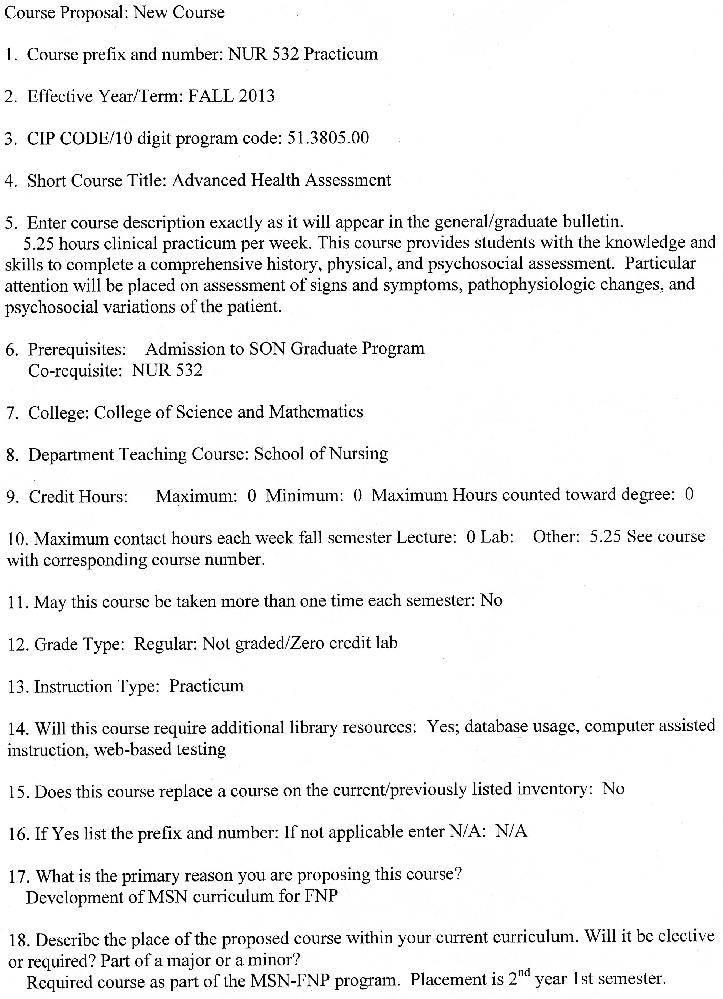 Course Proposal: New Course
1. Course prefix and number: NUR 532 Practicum
2. Effective Year/Term: FALL 2013
3. CIP CODE/10 digit program code: 51.3805.00
4. Short Course Title: Advanced Health Assessment
5. Enter course description exactly as it will appear in the general/graduate bulletin.
5.25 hours clinical practicum per week. This course provides students with the knowledge and
skills to complete a comprehensive history, physical, and psychosocial assessment. Particular
attention will be placed on assessment of signs and symptoms, pathophysiologic changes, and
psychosocial variations of the patient.
6. Prerequisites: Admission to SON Graduate Program
Co-requisite: NUR 532
7. College: College of Science and Mathematics
8. Department Teaching Course: School of Nursing
9. Credit Hours: Maximum: 0 Minimum: 0 Maximum Hours counted toward degree: 0
10. Maximum contact hours each week fall semester Lecture: 0 Lab: Other: 5.25 See course
with corresponding course number.
11. May this course be taken more than one time each semester: No
12. Grade Type: Regular: Not graded/Zero credit lab
13. Instruction Type: Practicum
14. Will this course require additional library resources: Yes; database usage, computer assisted
instruction, web-based testing
15. Does this course replace a course on the current/previously listed inventory: No
16. If Yes list the prefix and number: If not applicable enter N/A: N/A
17. What is the primary reason you are proposing this course?
Development of MSN curriculum for FNP
18. Describe the place of the proposed course within your current curriculum. Will it be elective
or required? Part of a major or a minor?
Required course as part of the MSN-FNP program. Placement is 2nd year 1st semester.